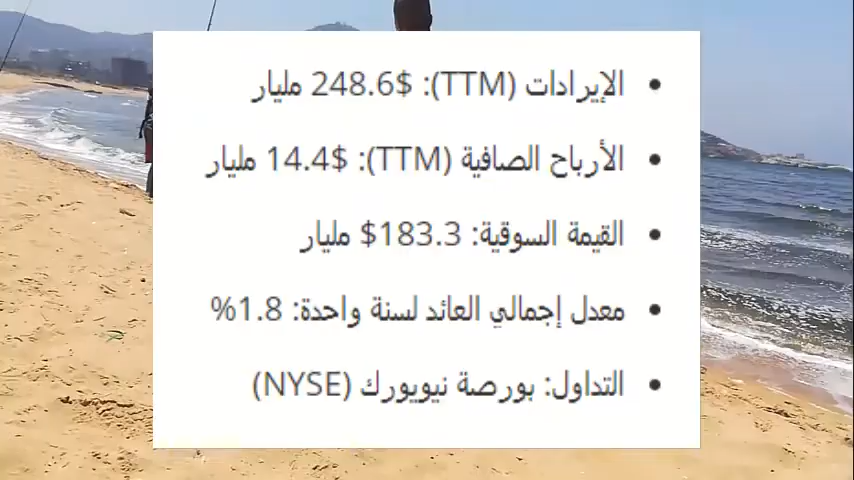 الإيرادات (TTM): $248.6 مليار
الأرباح الصافية (TTM): $14.4 مليار
القيمة السوقية: 183.3$ مليار
معدل إجمالي العائد لسنة واحدة: 1.8%
التداول: بورصة نيويورك (NYSE)